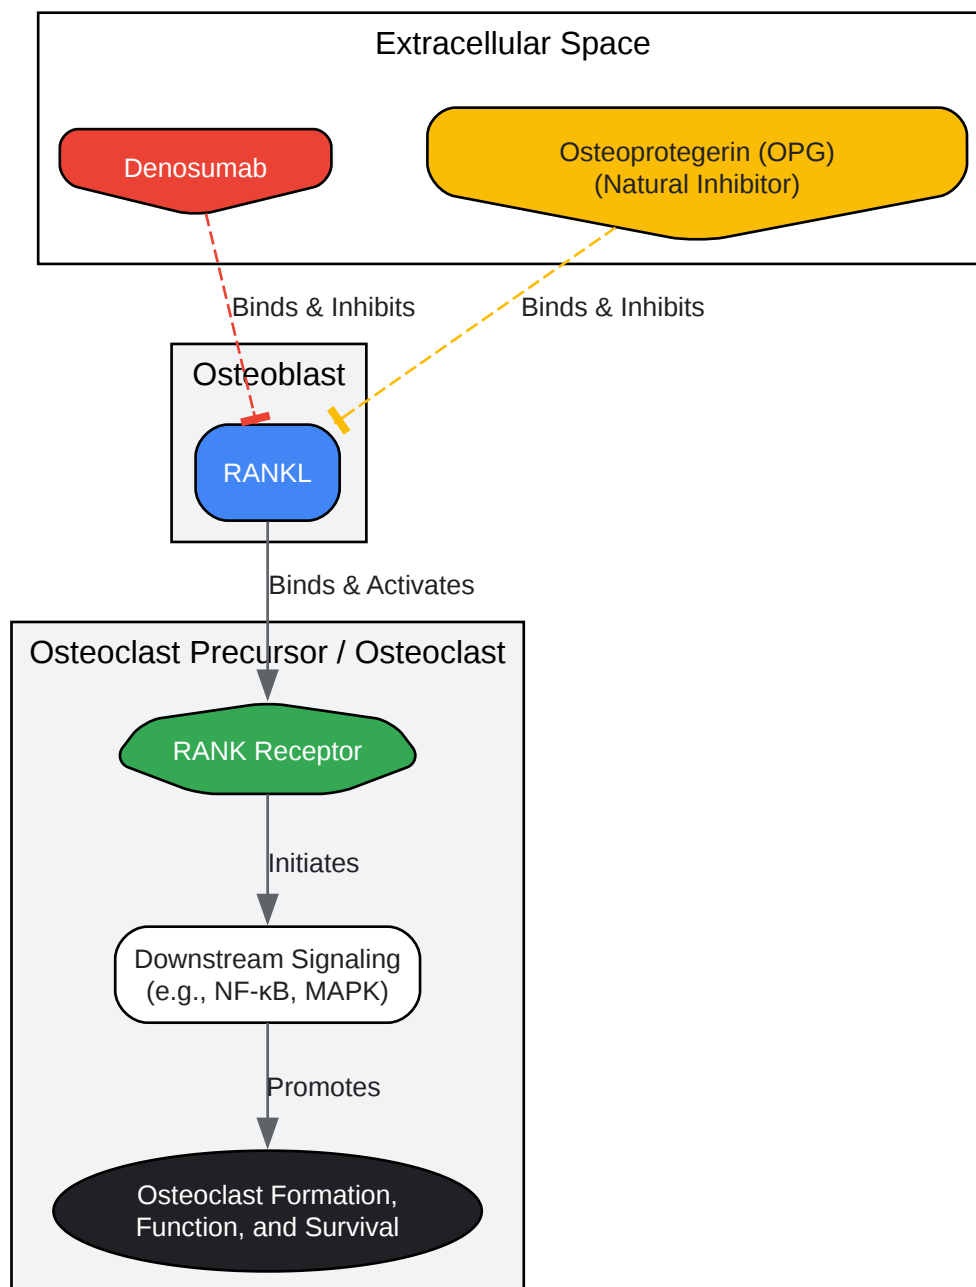 Extracellular Space
Denosumab
Osteoprotegerin (OPG)
(Natural Inhibitor)
Binds & Inhibits
Binds & Inhibits
Osteoblast
RANKL
Binds & Activates
Osteoclast Precursor / Osteoclast
RANK Receptor
Initiates
Downstream Signaling
(e.g., NF-κB, MAPK)
Promotes
Osteoclast Formation,
Function, and Survival